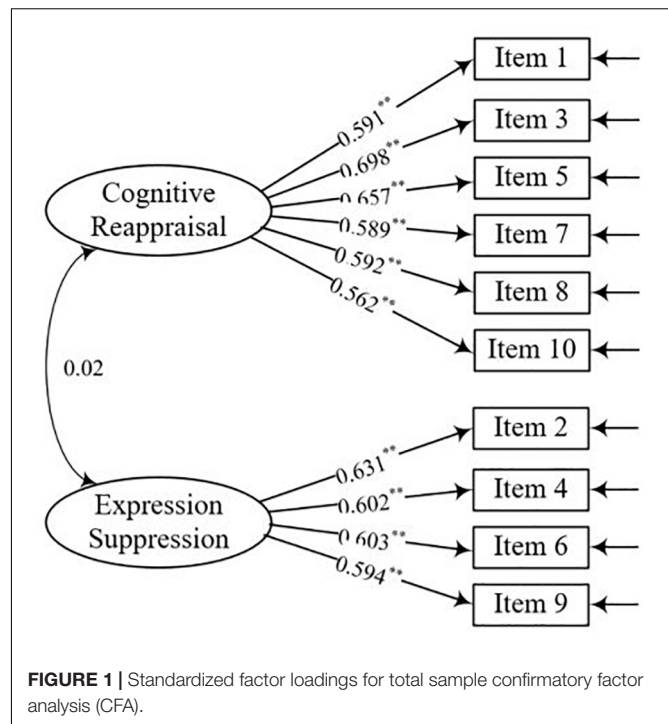 Item 1
0.591**
Item 3
0.698**
Cognitive
Reappraisal
Item 5
0.657**
Item 7
0.589**
Item 8
0.592**
Item 10
0.562**
0.02
Item 2
0.631**
Item 4
0.602**
Expression
Suppression
Item 6
0.603**
Item 9
0.594**
FIGURE 1 | Standardized factor loadings for total sample confirmatory factor
analysis (CFA).